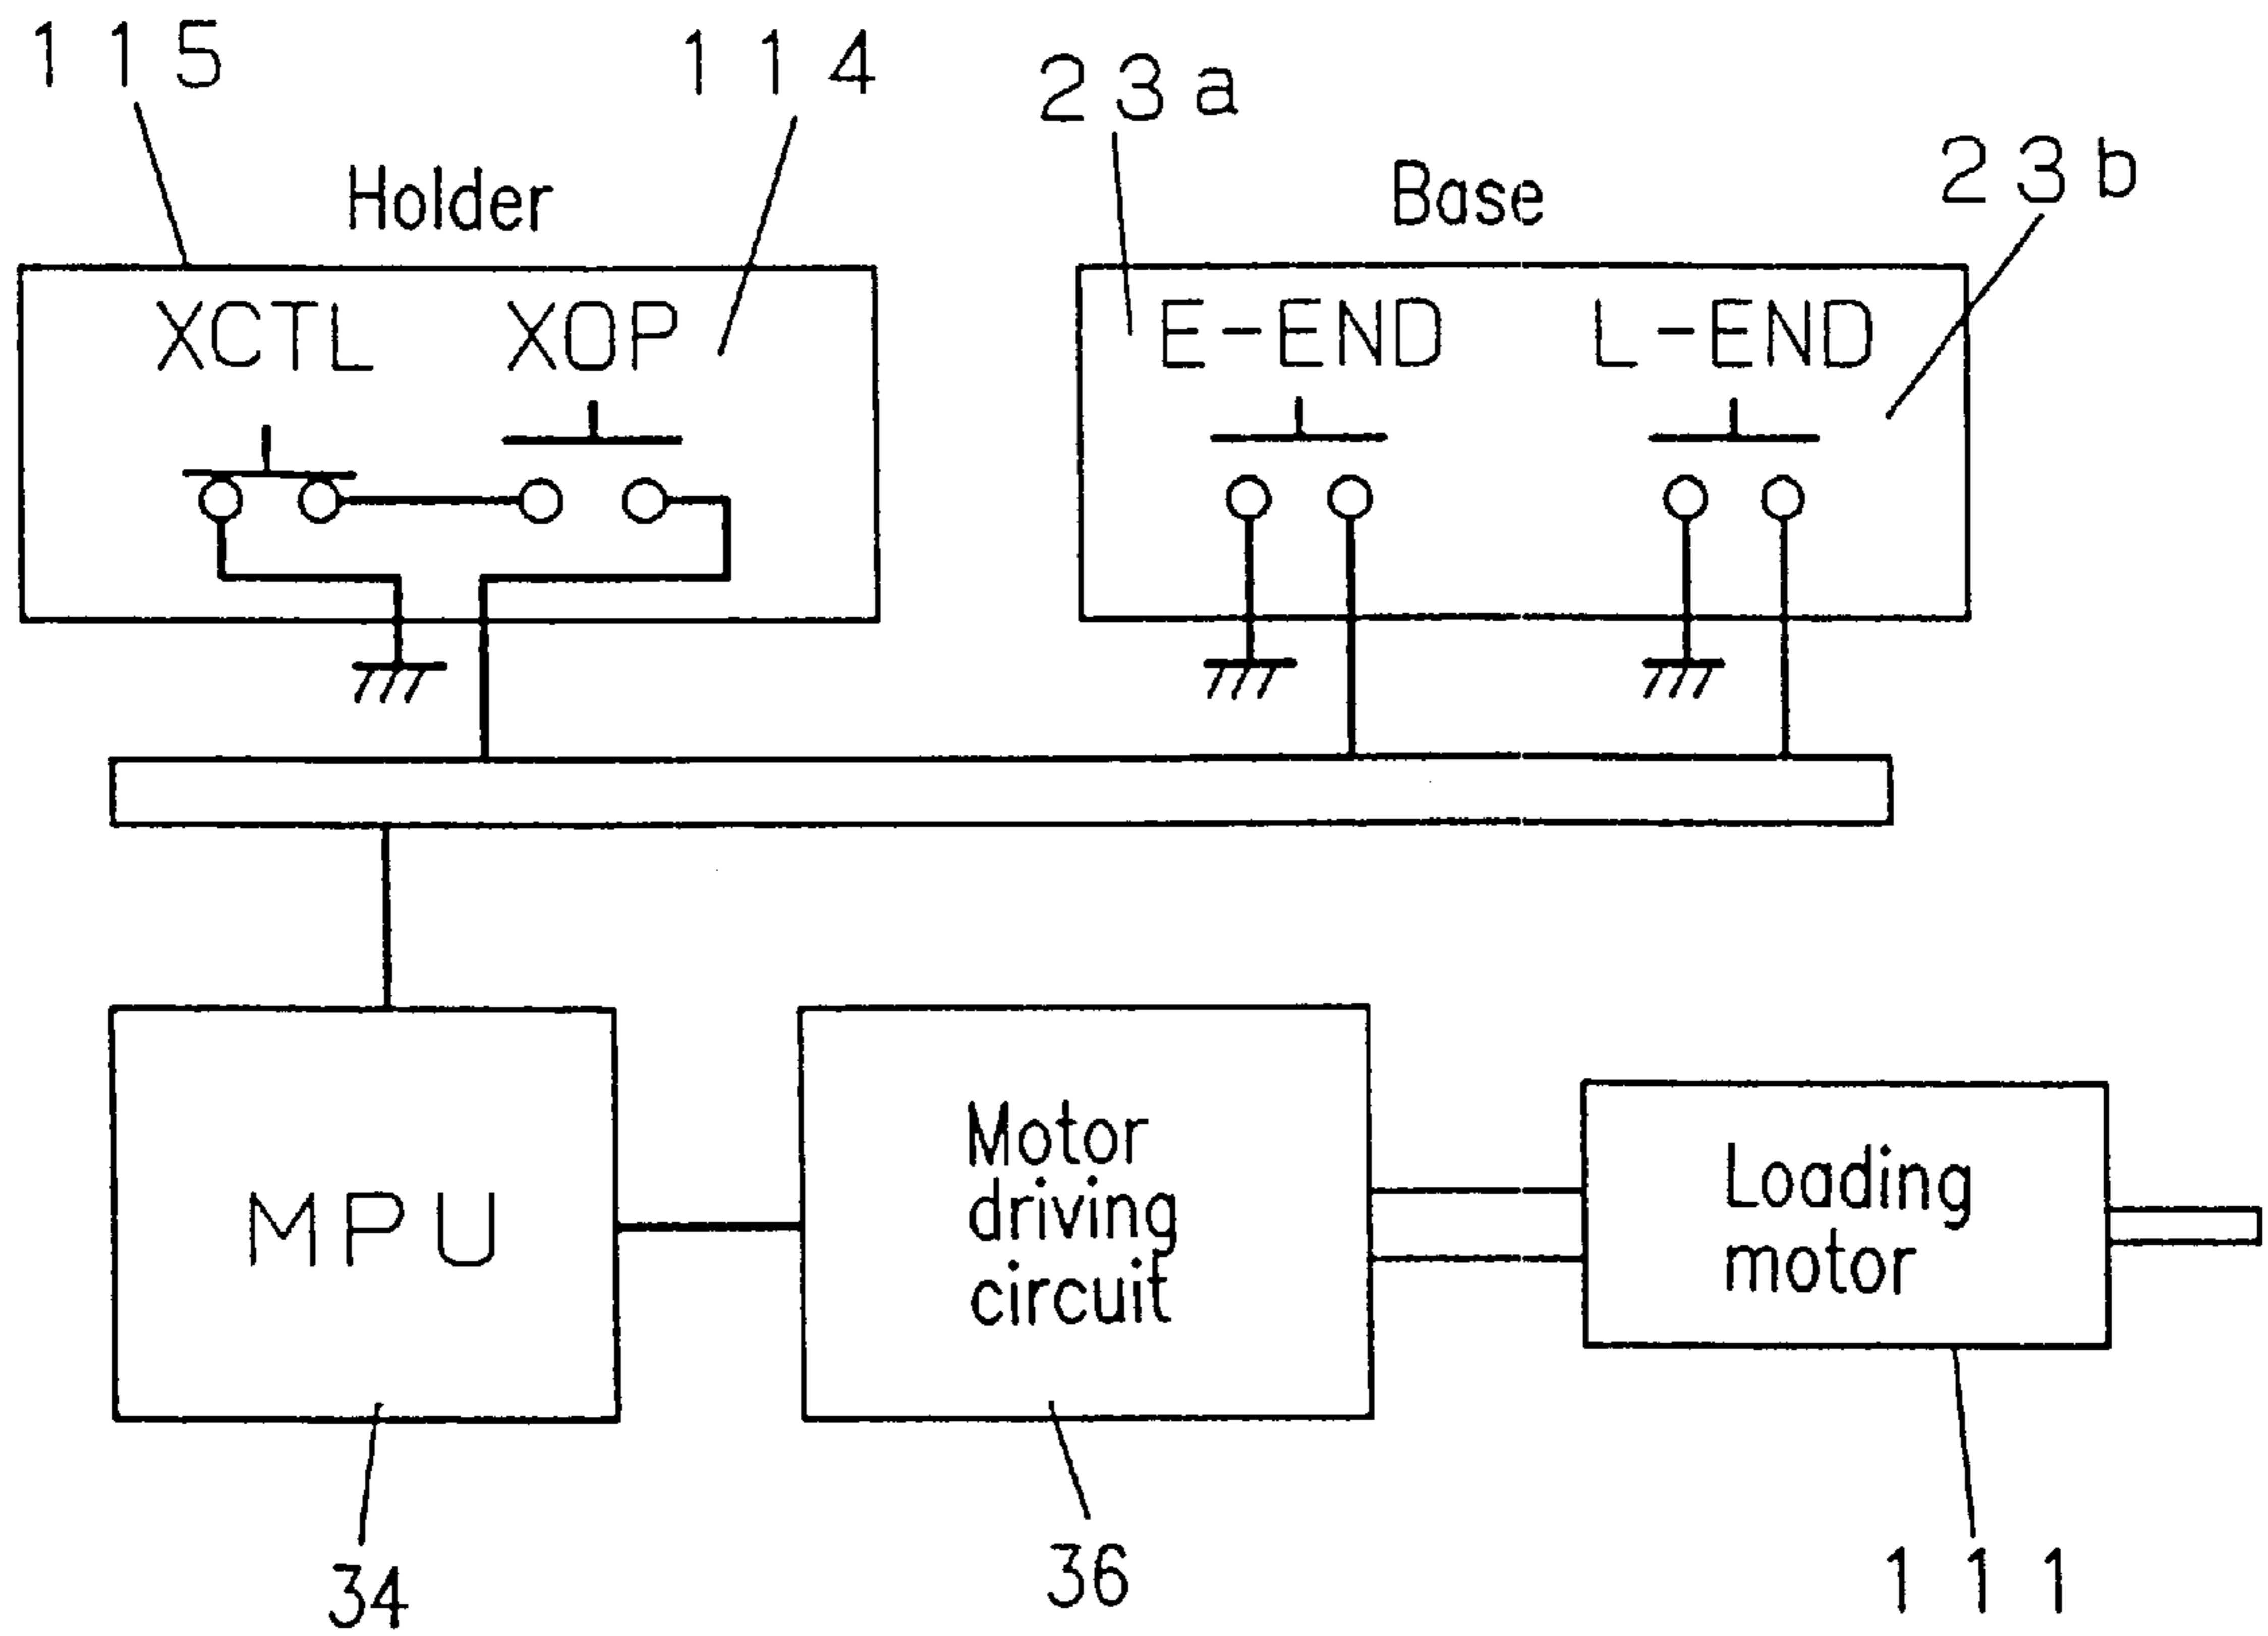 115
114
23a
23b
Holder
Base
XCTL
XOP
E-END
L-END
MPU
Motor
driving
circuit
Loading
motor
34
36
111